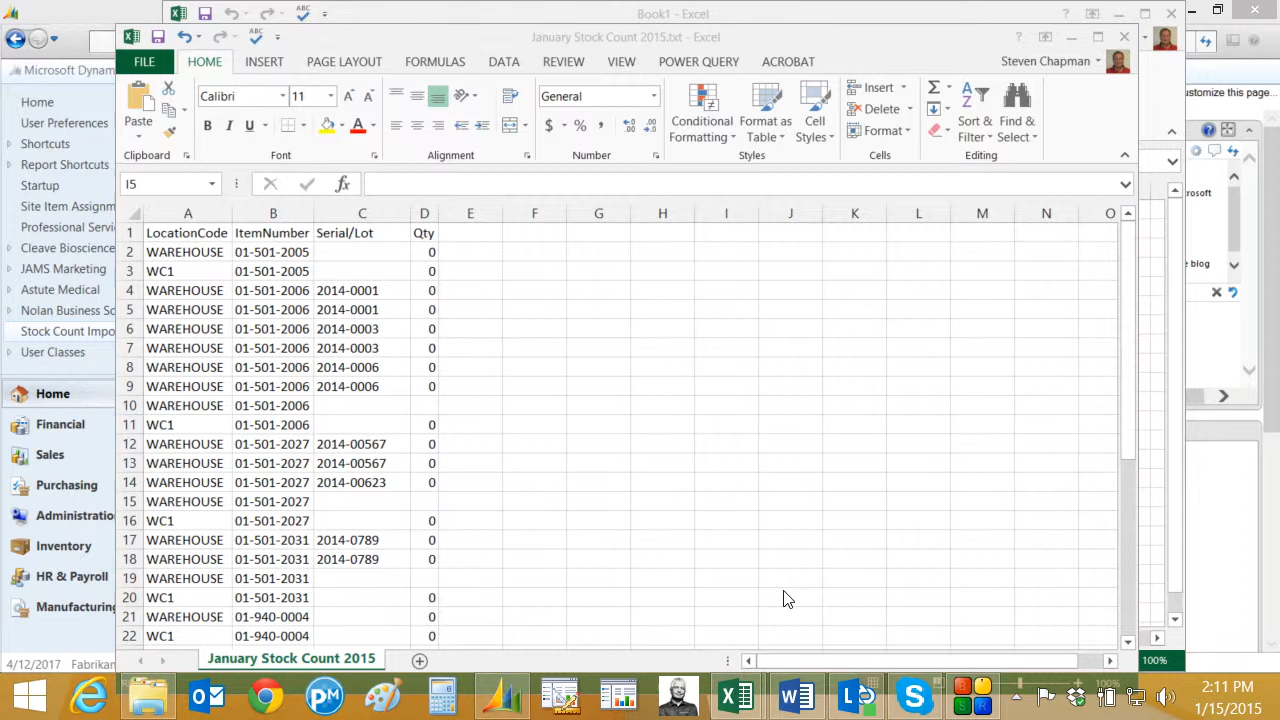 Book1 - Excel
January Stock Count 2015.txt - Excel
FILE HOME INSERT PAGE LAYOUT FORMULAS DATA REVIEW VIEW POWER QUERY ACROBAT Steven Chapman
Paste
Clipboard
Calibri 11
B I U
Font
Alignment
General
$ % ,
Number
Conditional Formatting
Format as Table
Cell Styles
Styles
Insert
Delete
Format
Cells
Sort & Filter
Find & Select
Editing
I5
fx
A B C D E F G H I J K L M N O
1 LocationCode ItemNumber Serial/Lot Qty
2 WAREHOUSE 01-501-2005 0
3 WC1 01-501-2005 0
4 WAREHOUSE 01-501-2006 2014-0001 0
5 WAREHOUSE 01-501-2006 2014-0001 0
6 WAREHOUSE 01-501-2006 2014-0003 0
7 WAREHOUSE 01-501-2006 2014-0003 0
8 WAREHOUSE 01-501-2006 2014-0006 0
9 WAREHOUSE 01-501-2006 2014-0006 0
10 WAREHOUSE 01-501-2006
11 WC1 01-501-2006 0
12 WAREHOUSE 01-501-2027 2014-00567 0
13 WAREHOUSE 01-501-2027 2014-00567 0
14 WAREHOUSE 01-501-2027 2014-00623 0
15 WAREHOUSE 01-501-2027
16 WC1 01-501-2027 0
17 WAREHOUSE 01-501-2031 2014-0789 0
18 WAREHOUSE 01-501-2031 2014-0789 0
19 WAREHOUSE 01-501-2031
20 WC1 01-501-2031 0
21 WAREHOUSE 01-940-0004 0
22 WC1 01-940-0004 0
January Stock Count 2015
Microsoft Dynam
Home
User Preferences
Shortcuts
Report Shortcuts
Startup
Site Item Assignm
Professional Servic
Cleave Bioscience
JAMS Marketing
Astute Medical
Nolan Business So
Stock Count Impo
User Classes
Home
Financial
Sales
Purchasing
Administratio
Inventory
HR & Payroll
Manufacturing
4/12/2017 Fabrikam
ustomize this page...
rosoft
e blog
100%
100%
2:11 PM
1/15/2015